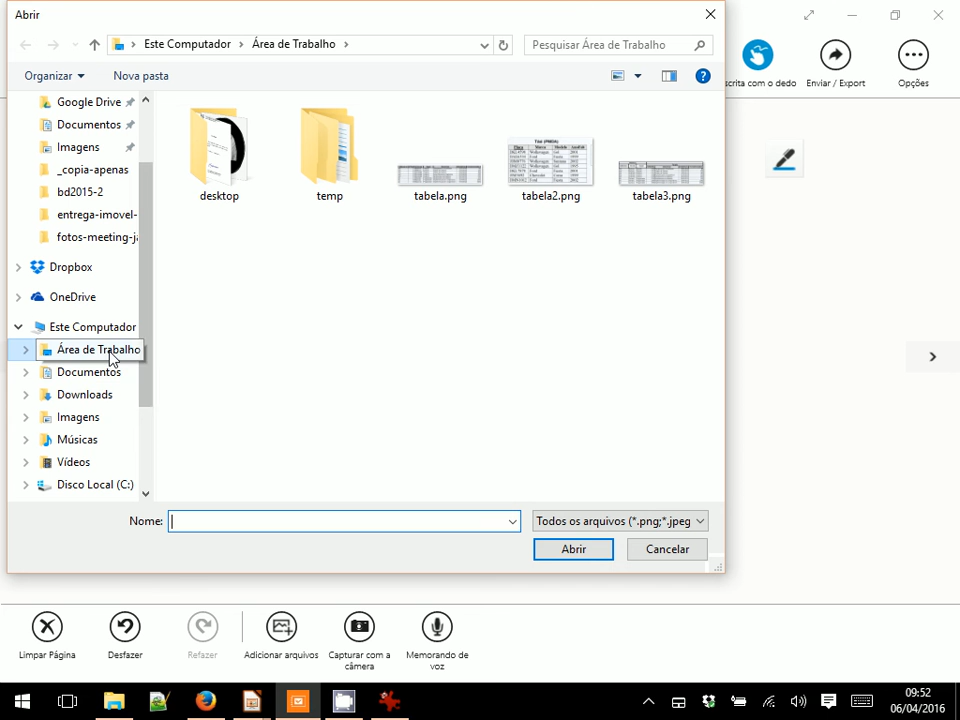 Abrir
Este Computador
Área de Trabalho
Pesquisar Área de Trabalho
Organizar
Nova pasta
scrita com o dedo
Enviar / Export
Opções
Google Drive
Documentos
Imagens
_copia-apenas
bd2015-2
entrega-imovel-
fotos-meeting-ja
Dropbox
OneDrive
Este Computador
Área de Trabalho
Documentos
Downloads
Imagens
Músicas
Vídeos
Disco Local (C:)
desktop
temp
tabela.png
tabela2.png
tabela3.png
Nome:
Todos os arquivos (*.png;*.jpeg
Abrir
Cancelar
Limpar Página
Desfazer
Refazer
Adicionar arquivos
Capturar com a
câmera
Memorando de
voz
09:52
06/04/2016